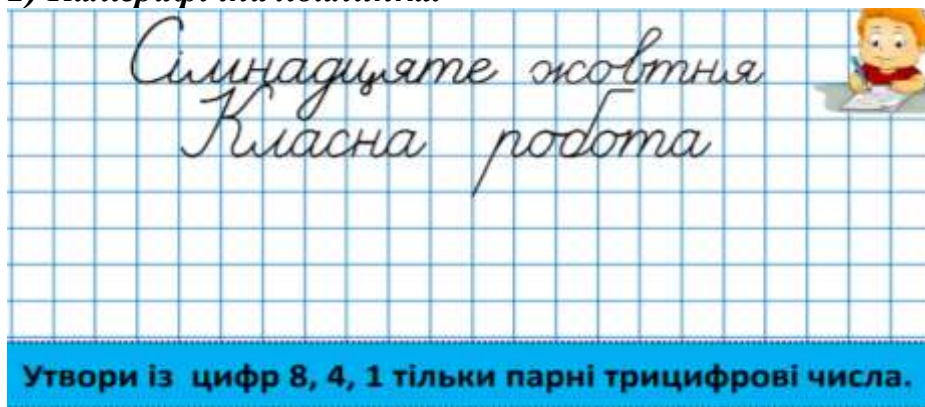 Сімнадцяте жовтня
Класна робота
Утвори із цифр 8, 4, 1 тільки парні трицифрові числа.